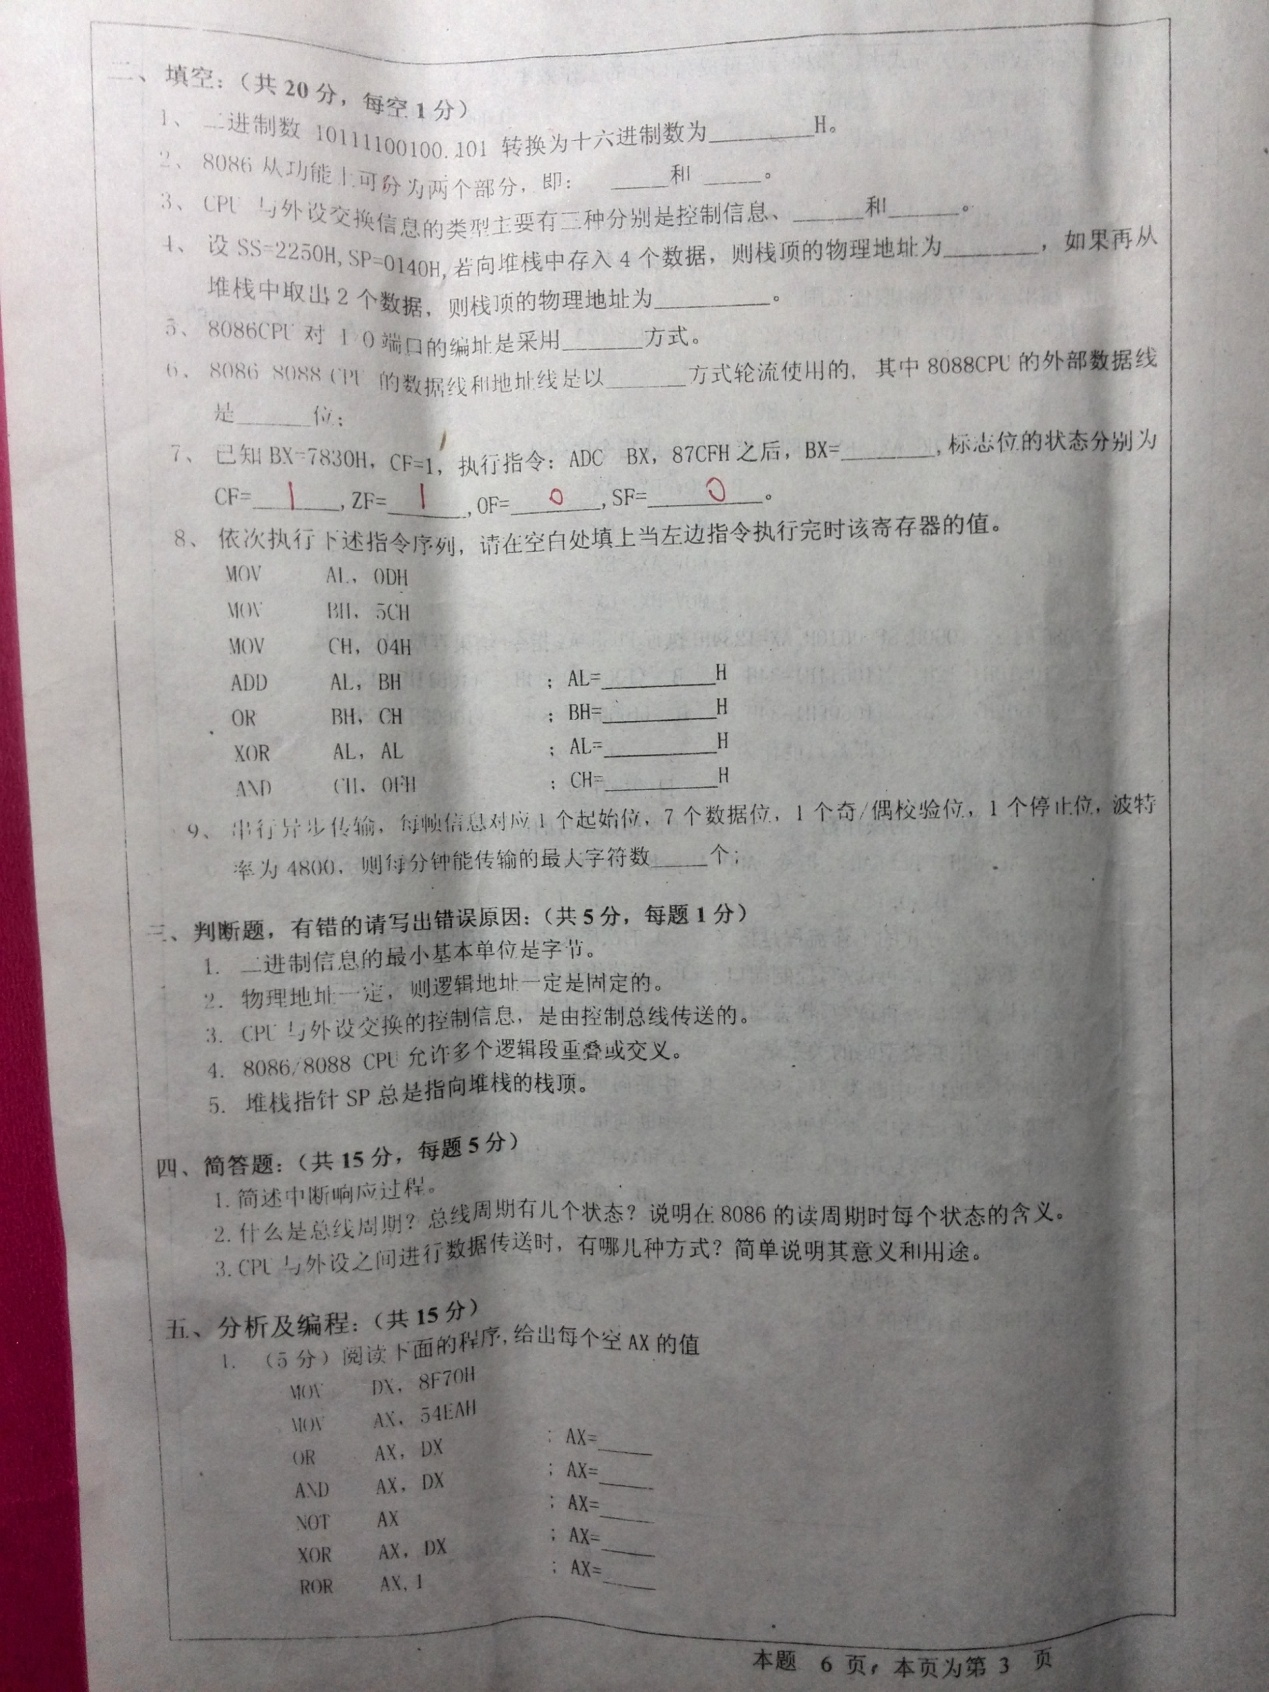 二、填空:(共 20 分，每空 1 分)
1、二进制数 10111100100.101 转换为十六进制数为________H。
2、8086 从功能上可分为两个部分，即: ____和 ____。
3、CPU 与外设交换信息的类型主要有三种分别是控制信息、_____和_____。
4、设 SS=2250H, SP=0140H, 若向堆栈中存入 4 个数据，则栈顶的物理地址为_______，如果再从
堆栈中取出 2 个数据，则栈顶的物理地址为________。
5、8086CPU 对 I O 端口的编址是采用______方式。
6、8086 8088 CPU 的数据线和地址线是以______方式轮流使用的，其中 8088CPU 的外部数据线
是_____位;
7、已知 BX=7830H，CF=1，执行指令: ADC BX, 87CFH 之后，BX=_______, 标志位的状态分别为
CF= 1 , ZF= 1 , OF= 0 , SF= 0 。
8、依次执行下述指令序列，请在空白处填上当左边指令执行完时该寄存器的值。
MOV AL, 0DH
MOV BH, 5CH
MOV CH, 04H
ADD AL, BH ; AL=________H
OR BH, CH ; BH=________H
XOR AL, AL ; AL=________H
AND CH, 0FH ; CH=________H
9、串行异步传输，每帧信息对应 1 个起始位，7 个数据位，1 个奇/偶校验位，1 个停止位，波特
率为 4800，则每分钟能传输的最大字符数____个;
三、判断题，有错的请写出错误原因:(共 5 分，每题 1 分)
1. 二进制信息的最小基本单位是字节。
2. 物理地址一定，则逻辑地址一定是固定的。
3. CPU 与外设交换的控制信息，是由控制总线传送的。
4. 8086/8088 CPU 允许多个逻辑段重叠或交叉。
5. 堆栈指针 SP 总是指向堆栈的栈顶。
四、简答题:(共 15 分，每题 5 分)
1. 简述中断响应过程。
2. 什么是总线周期? 总线周期有几个状态? 说明在 8086 的读周期时每个状态的含义。
3. CPU 与外设之间进行数据传送时，有哪几种方式? 简单说明其意义和用途。
五、分析及编程:(共 15 分)
1. (5 分) 阅读下面的程序, 给出每个空 AX 的值
MOV DX, 8F70H
MOV AX, 54EAH
OR AX, DX ; AX=____
AND AX, DX ; AX=____
NOT AX ; AX=____
XOR AX, DX ; AX=____
ROR AX, 1 ; AX=____
本题 6 页，本页为第 3 页